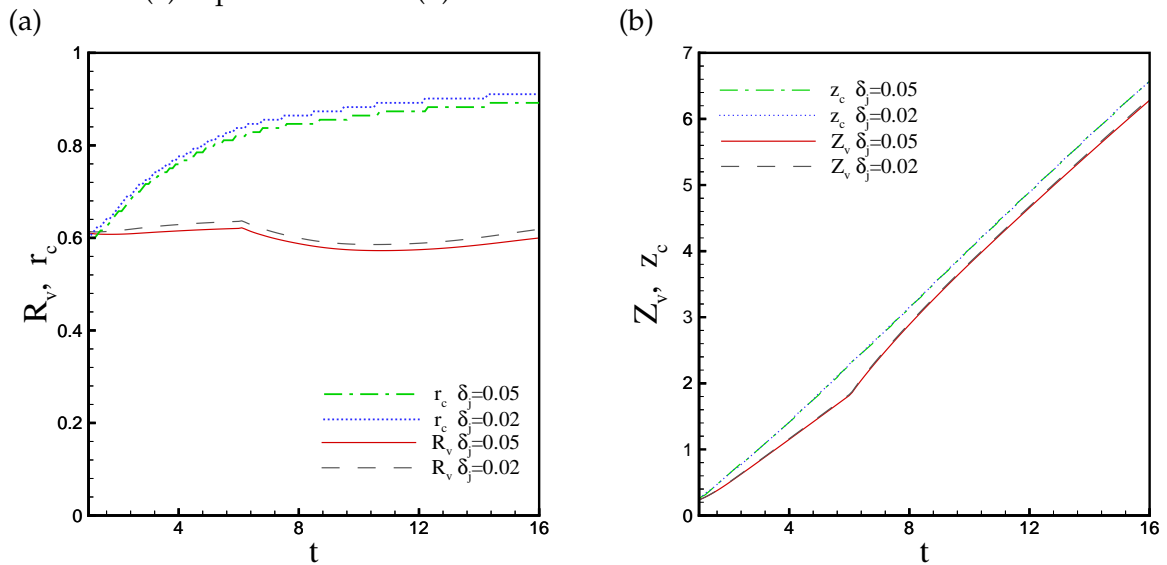 (a)
1
0.8
0.6
0.4
0.2
0
4
8
12
16
t
R_v, r_c
r_c δ_j=0.05
r_c δ_j=0.02
R_v δ_j=0.05
R_v δ_j=0.02
(b)
7
6
5
4
3
2
1
0
4
8
12
16
t
Z_v, z_c
z_c δ_j=0.05
z_c δ_j=0.02
Z_v δ_j=0.05
Z_v δ_j=0.02